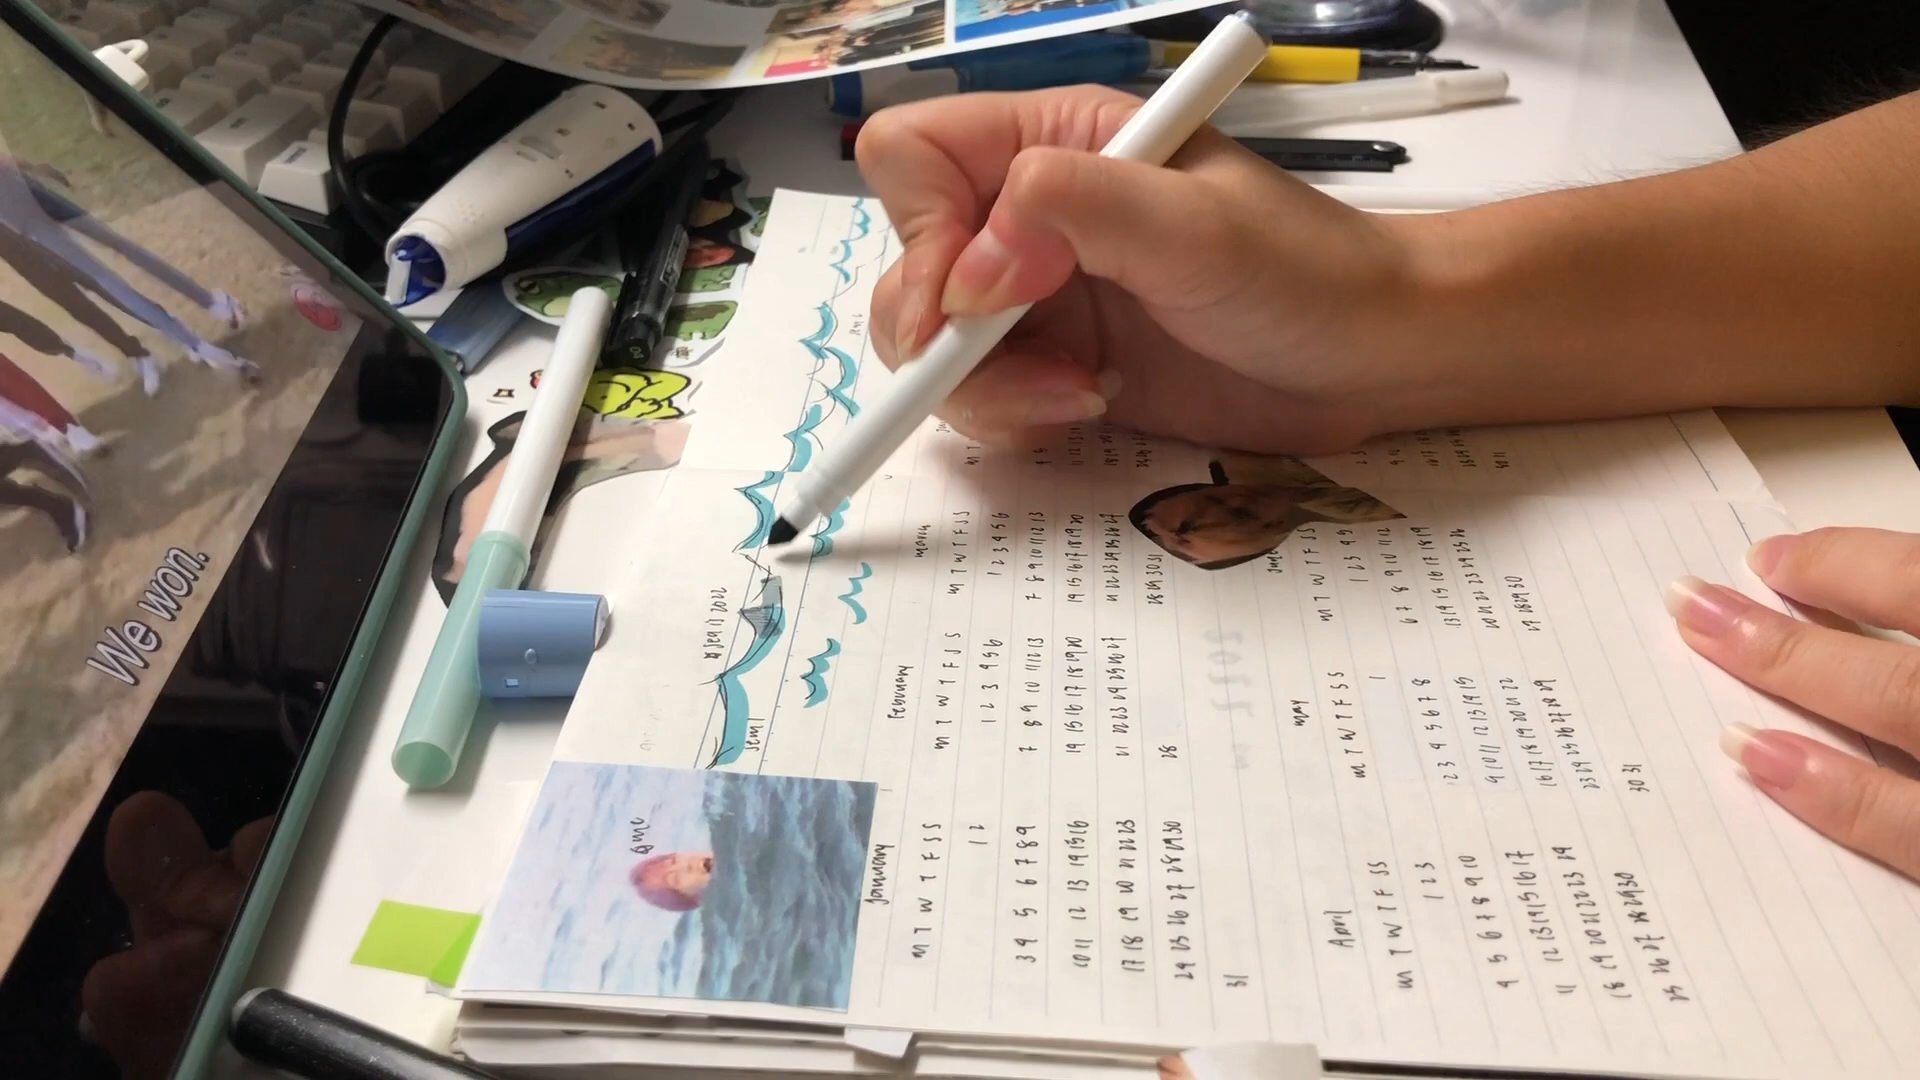 We won.
2022
@me
sem 1
January
M T W T F S S
1 2
3 4 5 6 7 8 9
10 11 12 13 14 15 16
17 18 19 20 21 22 23
24 25 26 27 28 29 30
31
February
M T W T F S S
1 2 3 4 5 6
7 8 9 10 11 12 13
14 15 16 17 18 19 20
21 22 23 24 25 26 27
28
March
M T W T F S S
1 2 3 4 5 6
7 8 9 10 11 12 13
14 15 16 17 18 19 20
21 22 23 24 25 26 27
28 29 30 31
April
M T W T F S S
1 2 3
4 5 6 7 8 9 10
11 12 13 14 15 16 17
18 19 20 21 22 23 24
25 26 27 28 29 30
May
M T W T F S S
1
2 3 4 5 6 7 8
9 10 11 12 13 14 15
16 17 18 19 20 21 22
23 24 25 26 27 28 29
30 31
June
M T W T F S S
1 2 3 4 5
6 7 8 9 10 11 12
13 14 15 16 17 18 19
20 21 22 23 24 25 26
27 28 29 30